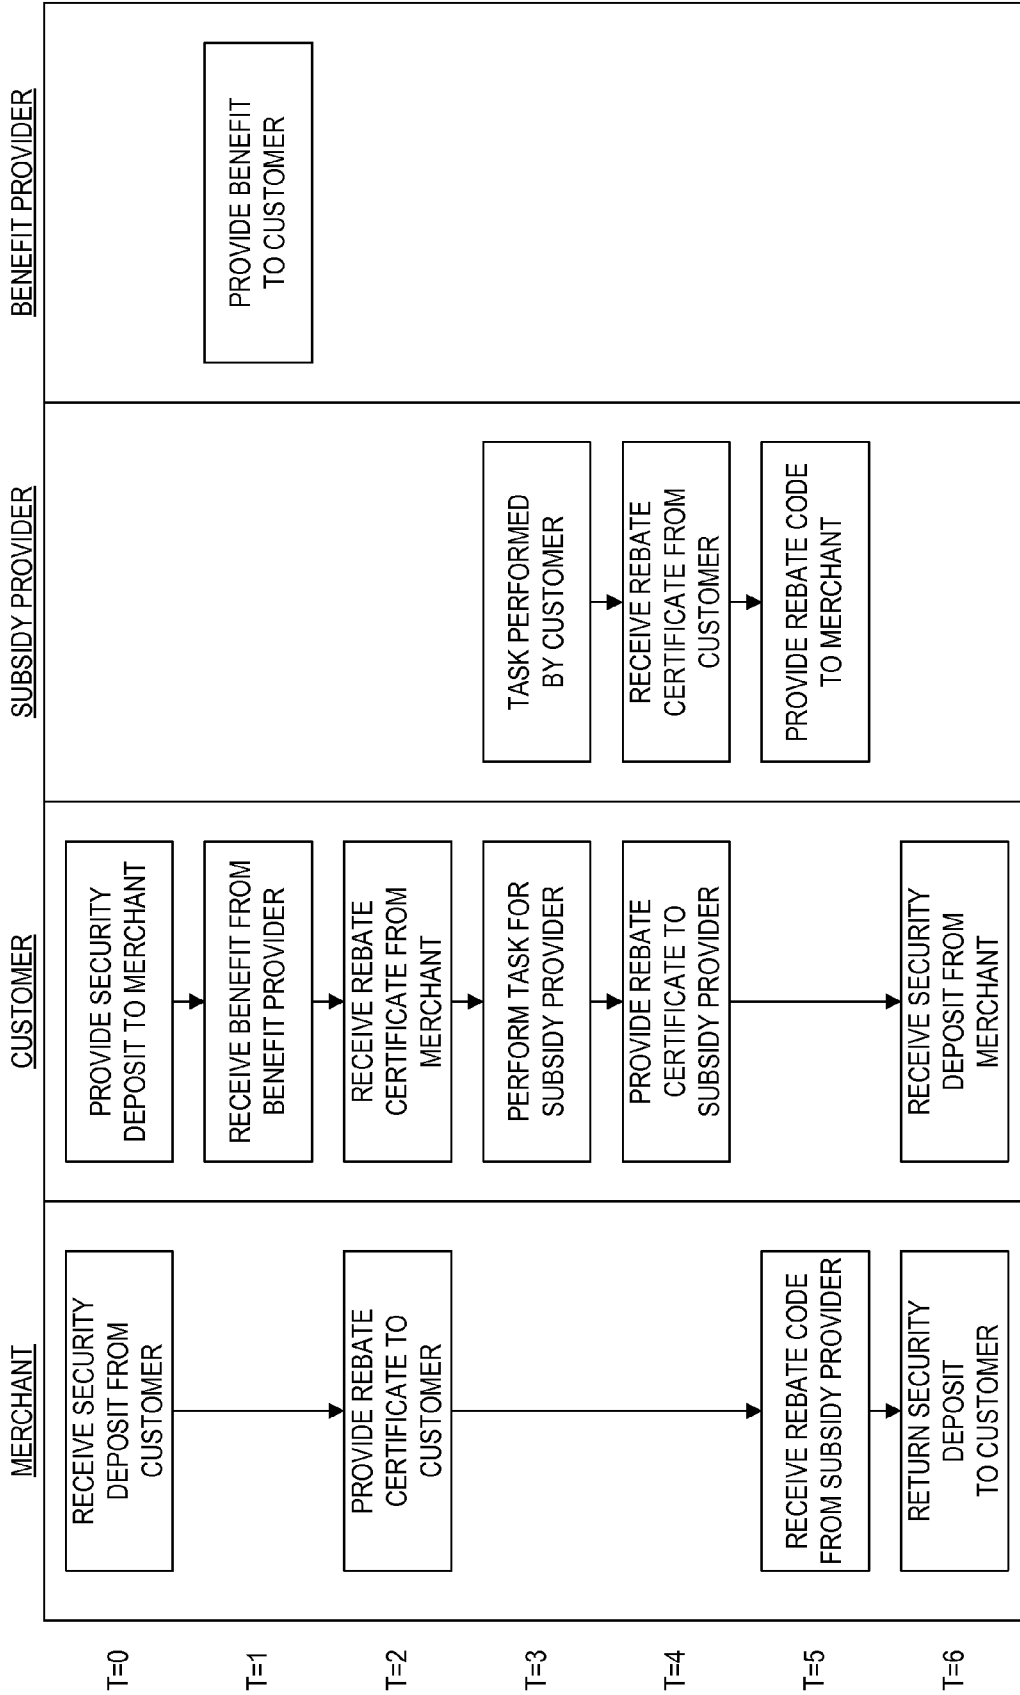 MERCHANT
CUSTOMER
SUBSIDY PROVIDER
BENEFIT PROVIDER
T=0
RECEIVE SECURITY
DEPOSIT FROM
CUSTOMER
PROVIDE SECURITY
DEPOSIT TO MERCHANT
T=1
RECEIVE BENEFIT FROM
BENEFIT PROVIDER
PROVIDE BENEFIT
TO CUSTOMER
T=2
PROVIDE REBATE
CERTIFICATE TO
CUSTOMER
RECEIVE REBATE
CERTIFICATE FROM
MERCHANT
T=3
PERFORM TASK FOR
SUBSIDY PROVIDER
TASK PERFORMED
BY CUSTOMER
T=4
PROVIDE REBATE
CERTIFICATE TO
SUBSIDY PROVIDER
RECEIVE REBATE
CERTIFICATE FROM
CUSTOMER
T=5
RECEIVE REBATE CODE
FROM SUBSIDY PROVIDER
PROVIDE REBATE CODE
TO MERCHANT
T=6
RETURN SECURITY
DEPOSIT
TO CUSTOMER
RECEIVE SECURITY
DEPOSIT FROM
MERCHANT